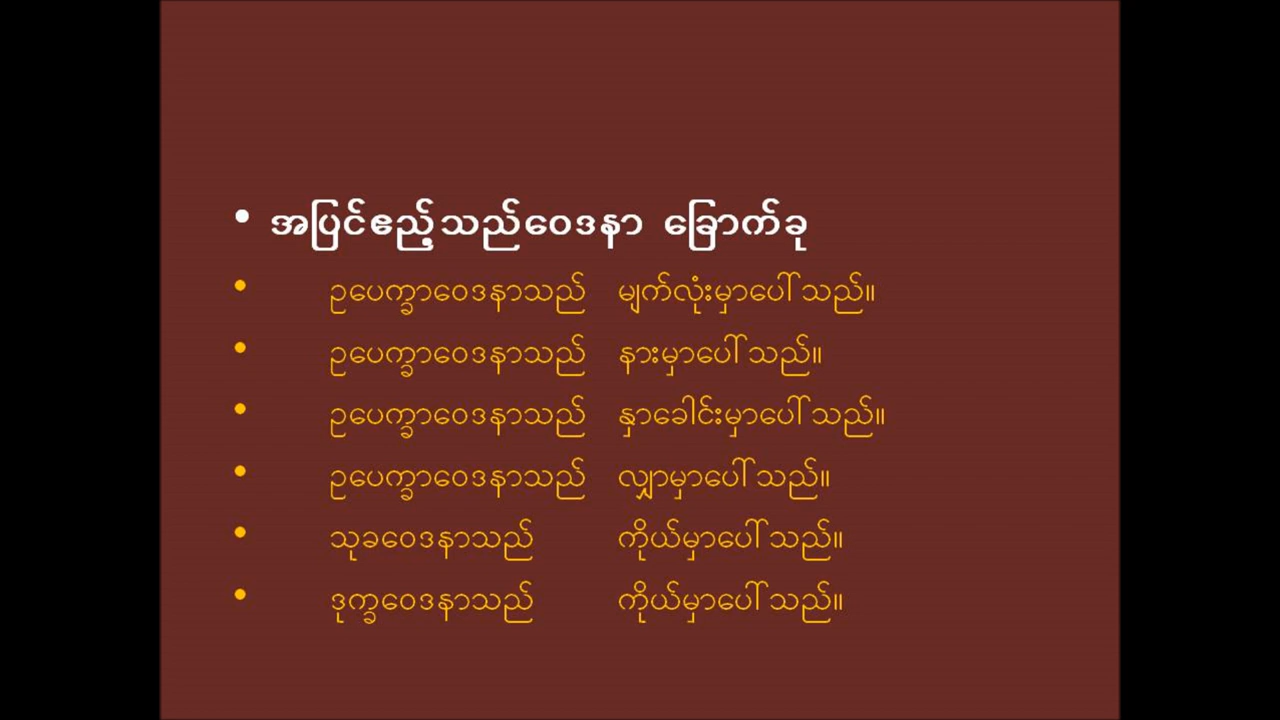 • အပြင်ဧည့်သည်ဝေဒနာ ခြောက်ခု
• ဥပေက္ခာဝေဒနာသည် မျက်လုံးမှာပေါ်သည်။
• ဥပေက္ခာဝေဒနာသည် နားမှာပေါ်သည်။
• ဥပေက္ခာဝေဒနာသည် နှာခေါင်းမှာပေါ်သည်။
• ဥပေက္ခာဝေဒနာသည် လျှာမှာပေါ်သည်။
• သုခဝေဒနာသည် ကိုယ်မှာပေါ်သည်။
• ဒုက္ခဝေဒနာသည် ကိုယ်မှာပေါ်သည်။